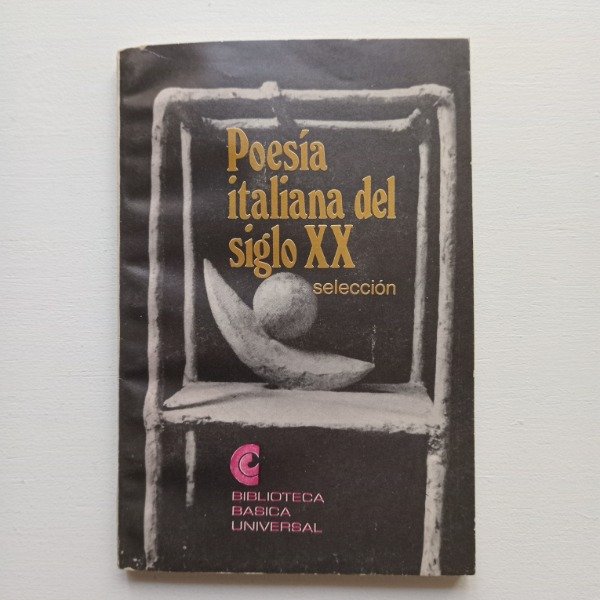 Poesía
italiana del
siglo XX
selección
BIBLIOTECA
BASICA
UNIVERSAL